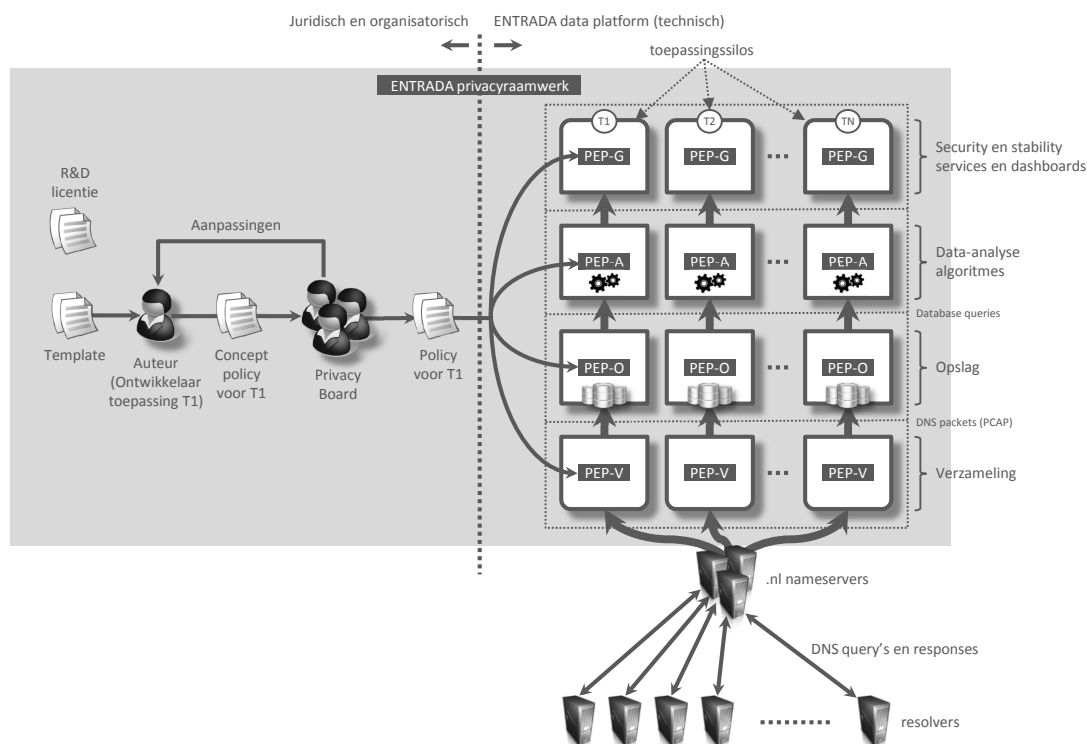 Juridisch en organisatorisch
ENTRADA data platform (technisch)
toepassingssilos
ENTRADA privacyraamwerk
T1
T2
TN
PEP-G
PEP-G
PEP-G
Security en stability
services en dashboards
R&D
licentie
Aanpassingen
PEP-A
PEP-A
PEP-A
Data-analyse
algoritmes
Database queries
Template
Auteur
(Ontwikkelaar
toepassing T1)
Concept
policy
voor T1
Privacy
Board
Policy
voor T1
PEP-O
PEP-O
PEP-O
Opslag
DNS packets (PCAP)
PEP-V
PEP-V
PEP-V
Verzameling
.nl nameservers
DNS query's en responses
resolvers